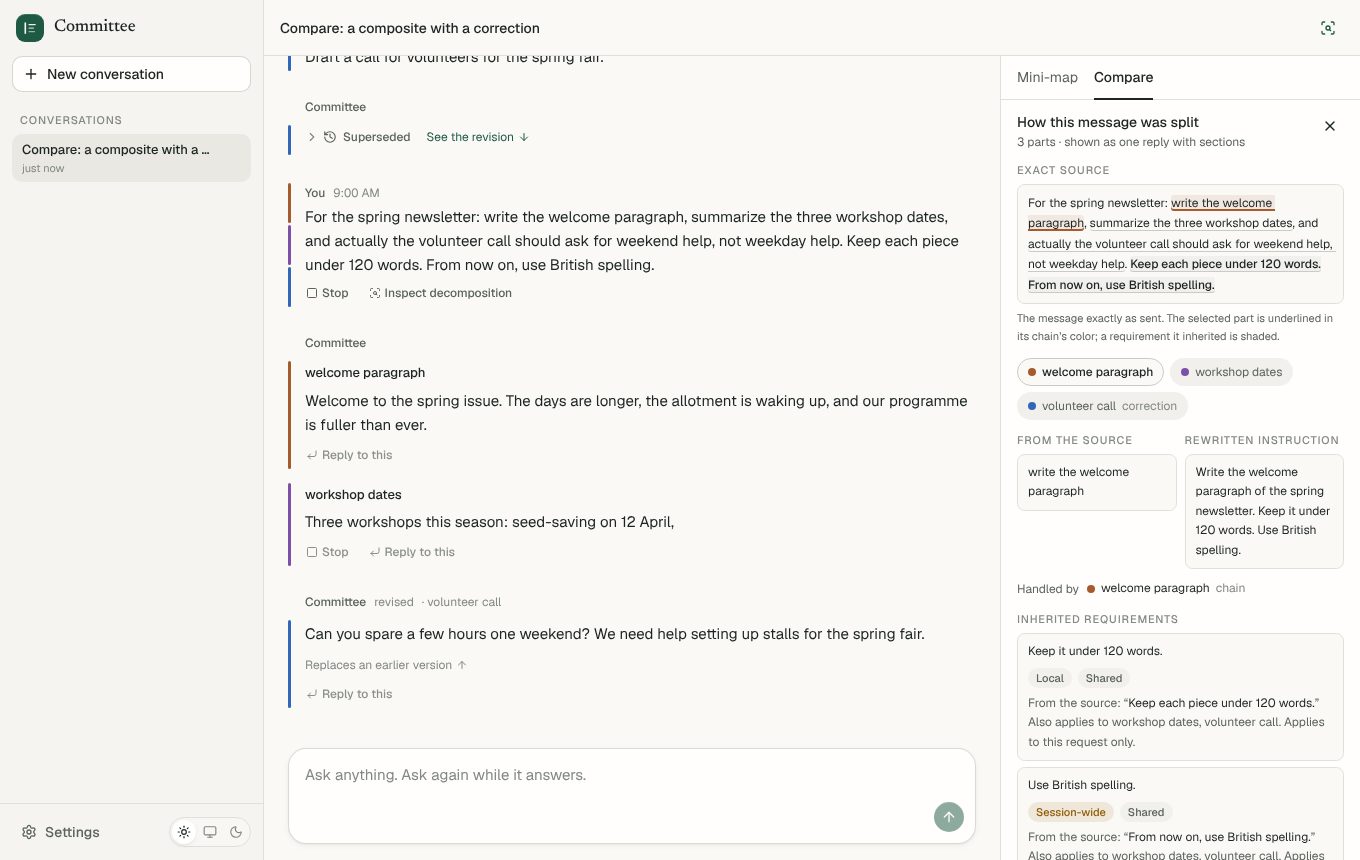 Committee
New conversation
CONVERSATIONS
Compare: a composite with a ...
just now
Settings
Compare: a composite with a correction
Draft a call for volunteers for the spring fair.
Committee
Superseded See the revision ↓
You 9:00 AM
For the spring newsletter: write the welcome paragraph, summarize the three workshop dates,
and actually the volunteer call should ask for weekend help, not weekday help. Keep each piece
under 120 words. From now on, use British spelling.
Stop Inspect decomposition
Committee
welcome paragraph
Welcome to the spring issue. The days are longer, the allotment is waking up, and our programme
is fuller than ever.
Reply to this
workshop dates
Three workshops this season: seed-saving on 12 April,
Stop Reply to this
Committee revised · volunteer call
Can you spare a few hours one weekend? We need help setting up stalls for the spring fair.
Replaces an earlier version ↑
Reply to this
Ask anything. Ask again while it answers.
Mini-map Compare
How this message was split
3 parts · shown as one reply with sections
EXACT SOURCE
For the spring newsletter: write the welcome
paragraph, summarize the three workshop dates, and
actually the volunteer call should ask for weekend help,
not weekday help. Keep each piece under 120 words.
From now on, use British spelling.
The message exactly as sent. The selected part is underlined in
its chain's color; a requirement it inherited is shaded.
welcome paragraph workshop dates
volunteer call correction
FROM THE SOURCE REWRITTEN INSTRUCTION
write the welcome
paragraph
Write the welcome
paragraph of the spring
newsletter. Keep it under
120 words. Use British
spelling.
Handled by welcome paragraph chain
INHERITED REQUIREMENTS
Keep it under 120 words.
Local Shared
From the source: “Keep each piece under 120 words.”
Also applies to workshop dates, volunteer call. Applies
to this request only.
Use British spelling.
Session-wide Shared
From the source: “From now on, use British spelling.”
Also applies to workshop dates, volunteer call. Applies